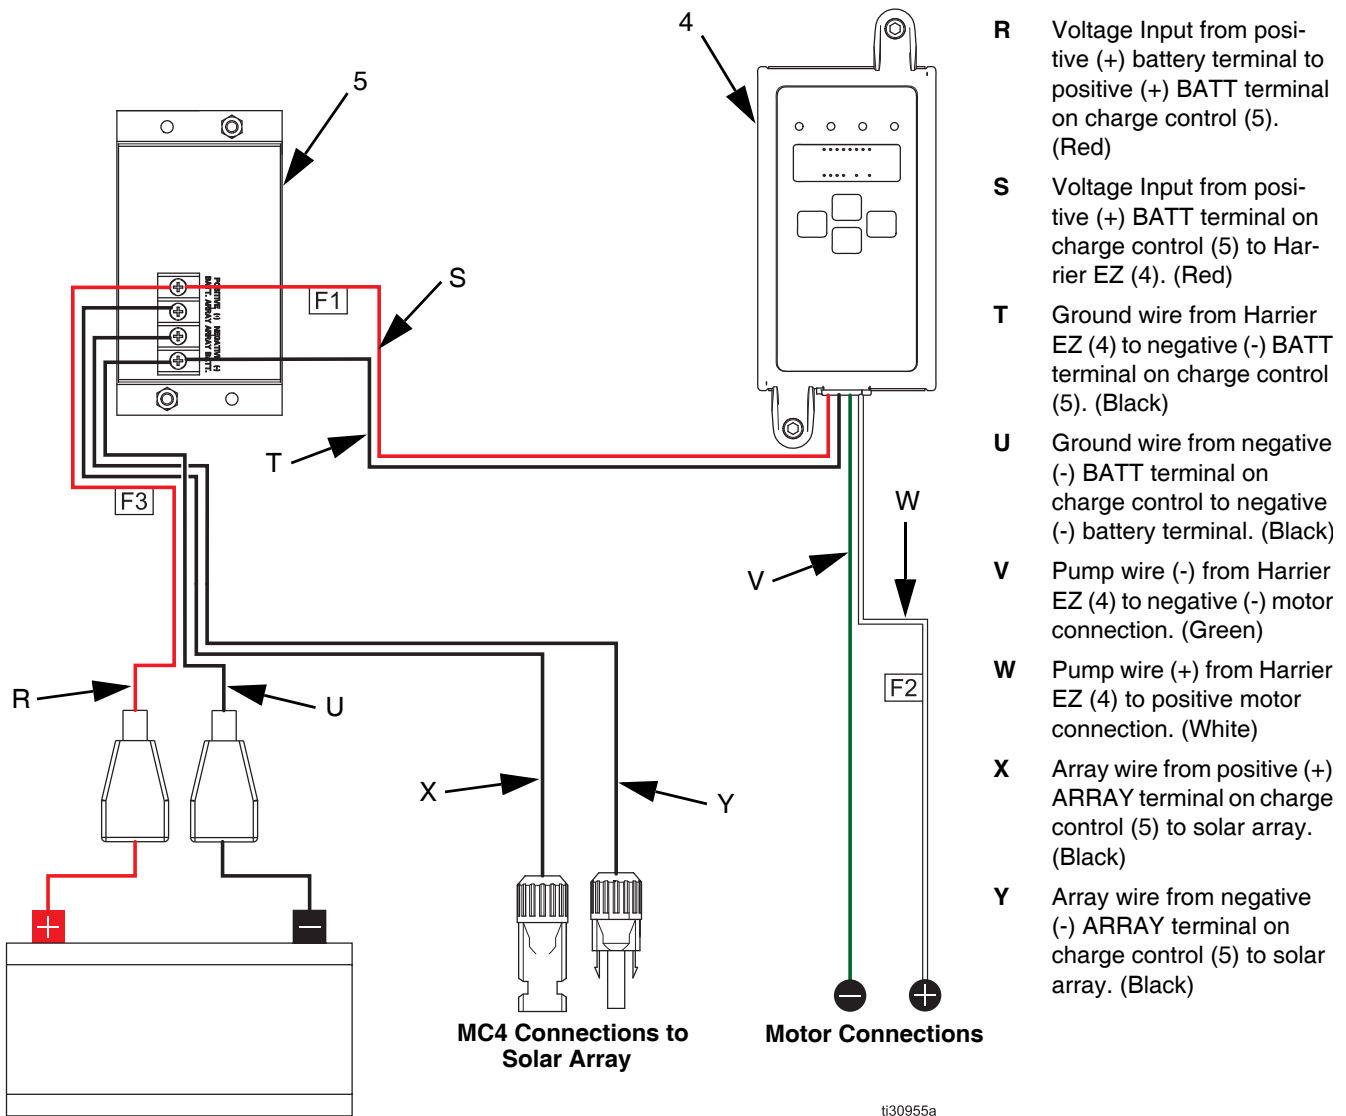 4
5
POSITIVE (+) NEGATIVE (-)
BATT. ARRAY ARRAY BATT.
F1
S
T
F3
W
V
F2
R
U
X
Y
MC4 Connections to
Solar Array
Motor Connections
ti30955a
R Voltage Input from posi-
tive (+) battery terminal to
positive (+) BATT terminal
on charge control (5).
(Red)
S Voltage Input from posi-
tive (+) BATT terminal on
charge control (5) to Har-
rier EZ (4). (Red)
T Ground wire from Harrier
EZ (4) to negative (-) BATT
terminal on charge control
(5). (Black)
U Ground wire from negative
(-) BATT terminal on
charge control to negative
(-) battery terminal. (Black)
V Pump wire (-) from Harrier
EZ (4) to negative (-) motor
connection. (Green)
W Pump wire (+) from Harrier
EZ (4) to positive motor
connection. (White)
X Array wire from positive (+)
ARRAY terminal on charge
control (5) to solar array.
(Black)
Y Array wire from negative
(-) ARRAY terminal on
charge control (5) to solar
array. (Black)